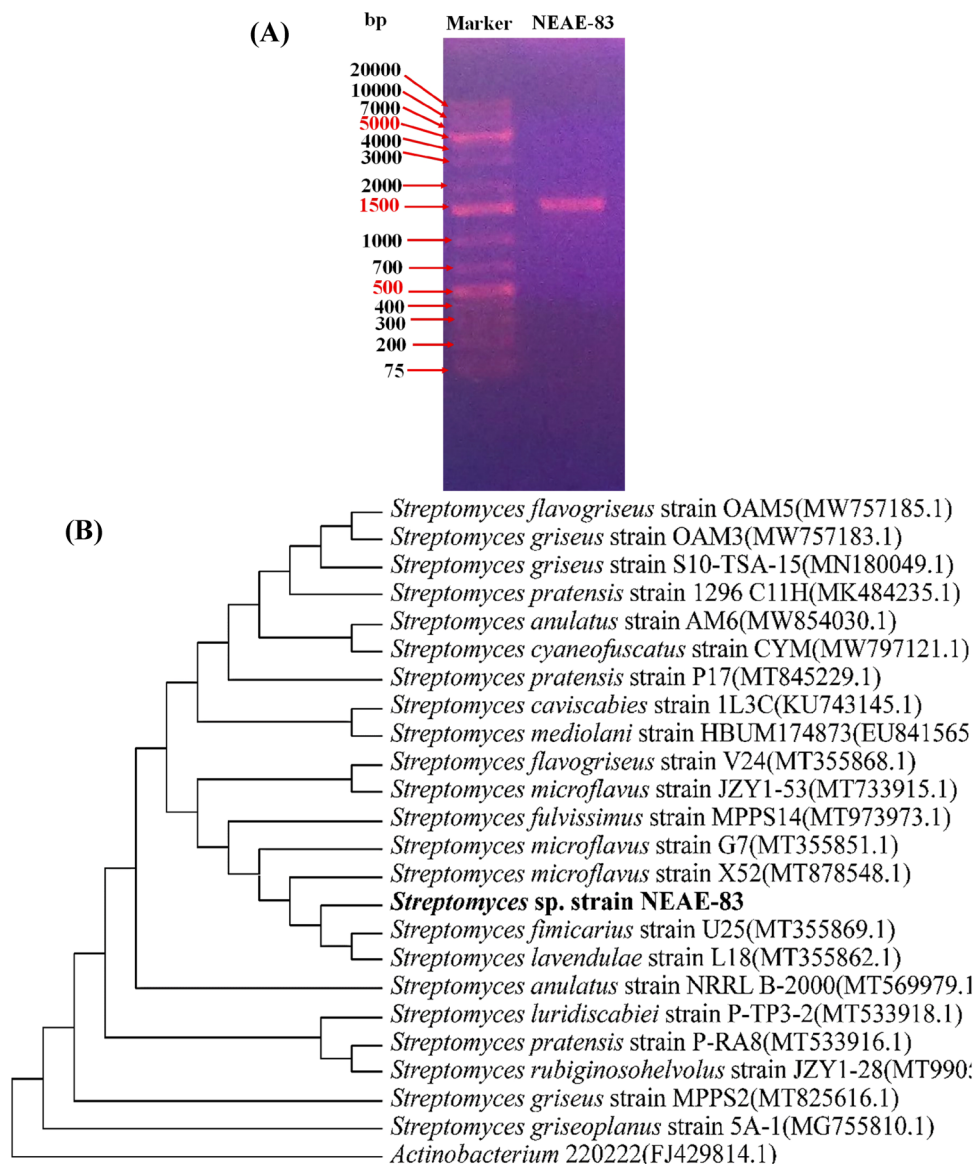 (A)
bp Marker NEAE-83
20000
10000
7000
5000
4000
3000
2000
1500
1000
700
500
400
300
200
75
(B)
Streptomyces flavogriseus strain OAM5(MW757185.1)
Streptomyces griseus strain OAM3(MW757183.1)
Streptomyces griseus strain S10-TSA-15(MN180049.1)
Streptomyces pratensis strain 1296 C11H(MK484235.1)
Streptomyces anulatus strain AM6(MW854030.1)
Streptomyces cyaneofuscatus strain CYM(MW797121.1)
Streptomyces pratensis strain P17(MT845229.1)
Streptomyces caviscabies strain 1L3C(KU743145.1)
Streptomyces mediolani strain HBUM174873(EU841565
Streptomyces flavogriseus strain V24(MT355868.1)
Streptomyces microflavus strain JZY1-53(MT733915.1)
Streptomyces fulvissimus strain MPPS14(MT973973.1)
Streptomyces microflavus strain G7(MT355851.1)
Streptomyces microflavus strain X52(MT878548.1)
Streptomyces sp. strain NEAE-83
Streptomyces fimicarius strain U25(MT355869.1)
Streptomyces lavendulae strain L18(MT355862.1)
Streptomyces anulatus strain NRRL B-2000(MT569979.1
Streptomyces luridiscabiei strain P-TP3-2(MT533918.1)
Streptomyces pratensis strain P-RA8(MT533916.1)
Streptomyces rubiginosohelvolus strain JZY1-28(MT990
Streptomyces griseus strain MPPS2(MT825616.1)
Streptomyces griseoplanus strain 5A-1(MG755810.1)
Actinobacterium 220222(FJ429814.1)